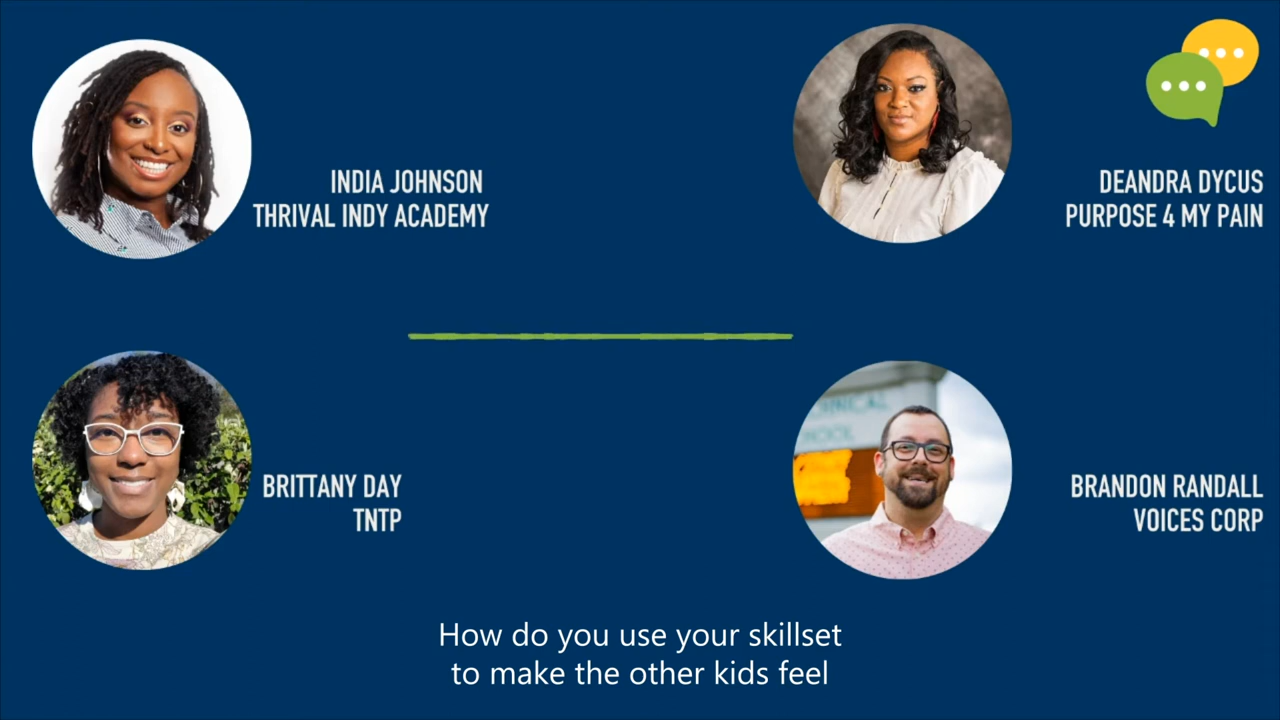 INDIA JOHNSON
THRIVAL INDY ACADEMY
DEANDRA DYCUS
PURPOSE 4 MY PAIN
BRITTANY DAY
TNTP
BRANDON RANDALL
VOICES CORP
How do you use your skillset
to make the other kids feel